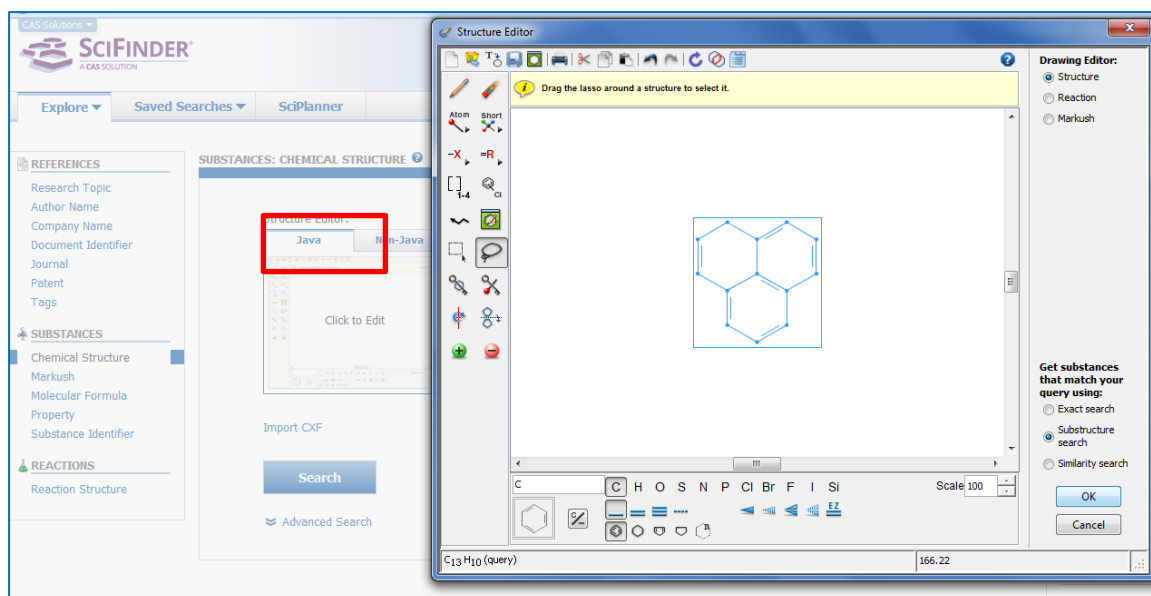 CAS Solutions
SCIFINDER®
A CAS SOLUTION
Explore
Saved Searches
SciPlanner
REFERENCES
Research Topic
Author Name
Company Name
Document Identifier
Journal
Patent
Tags
SUBSTANCES
Chemical Structure
Markush
Molecular Formula
Property
Substance Identifier
REACTIONS
Reaction Structure
SUBSTANCES: CHEMICAL STRUCTURE
Structure Editor:
Java
Non-Java
Click to Edit
Import CXF
Search
Advanced Search
Structure Editor
Drag the lasso around a structure to select it.
Atom Short
-X =R
[ ] 1-4 Cl
C
C H O S N P Cl Br F I Si
Scale 100
EZ
C13H10 (query)
166.22
Drawing Editor:
Structure
Reaction
Markush
Get substances
that match your
query using:
Exact search
Substructure
search
Similarity search
OK
Cancel